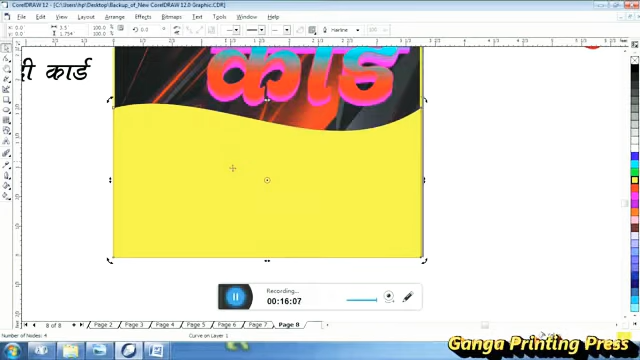 CorelDRAW 12 - [C:\Users\hp\Desktop\Backup_of_New CorelDRAW 12.0 Graphic.CDR]
File Edit View Layout Arrange Effects Bitmaps Text Tools Window Help
Hairline
कार्ड
दी कार्ड
Recording...
00:16:07
8 of 8 Page 2 Page 3 Page 4 Page 5 Page 6 Page 7 Page 8
Number of Nodes: 4
Curve on Layer 1
Ganga Printing Press